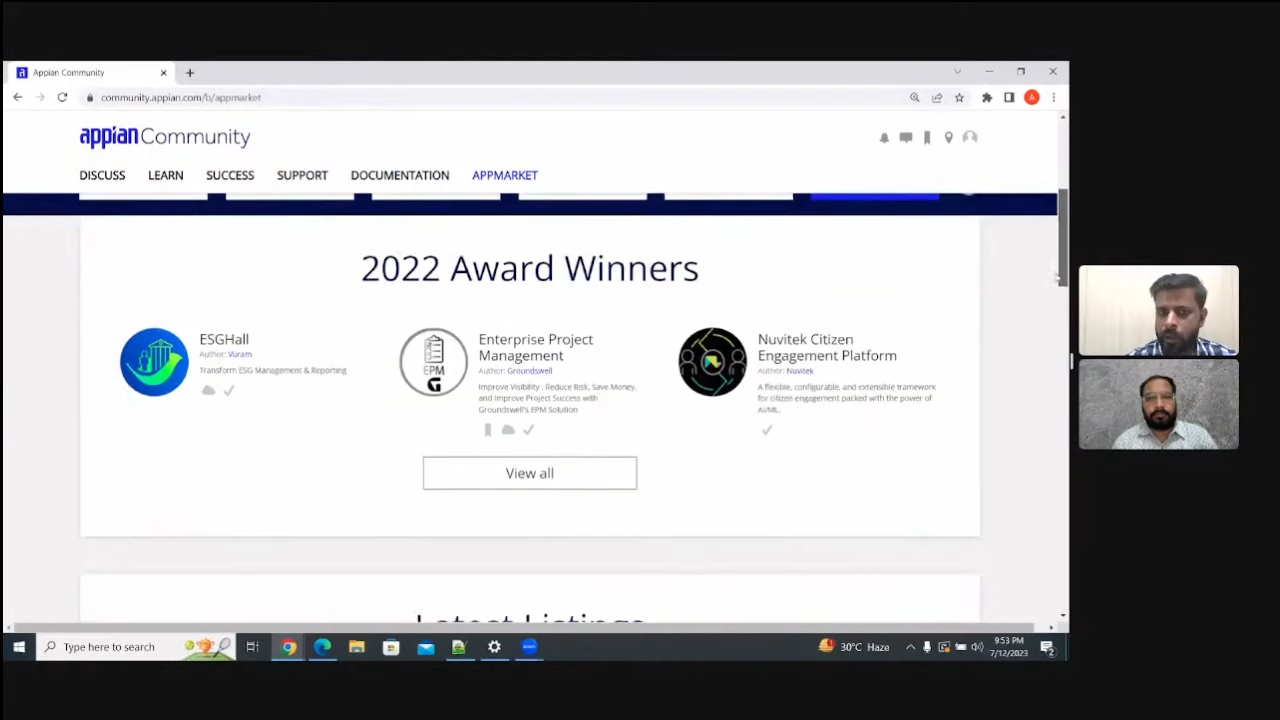 Appian Community
community.appian.com/b/appmarket
A
appian Community
DISCUSS LEARN SUCCESS SUPPORT DOCUMENTATION APPMARKET
2022 Award Winners
ESGHall
Author: Vuram
Transform ESG Management & Reporting
EPM
G
Enterprise Project
Management
Author: Groundswell
Improve Visibility , Reduce Risk, Save Money,
and Improve Project Success with
Groundswell's EPM Solution
Nuvitek Citizen
Engagement Platform
Author: Nuvitek
A flexible, configurable, and extensible framework
for citizen engagement packed with the power of
AI/ML.
View all
Latest Listings
Type here to search
30°C Haze
9:53 PM
7/12/2023
2